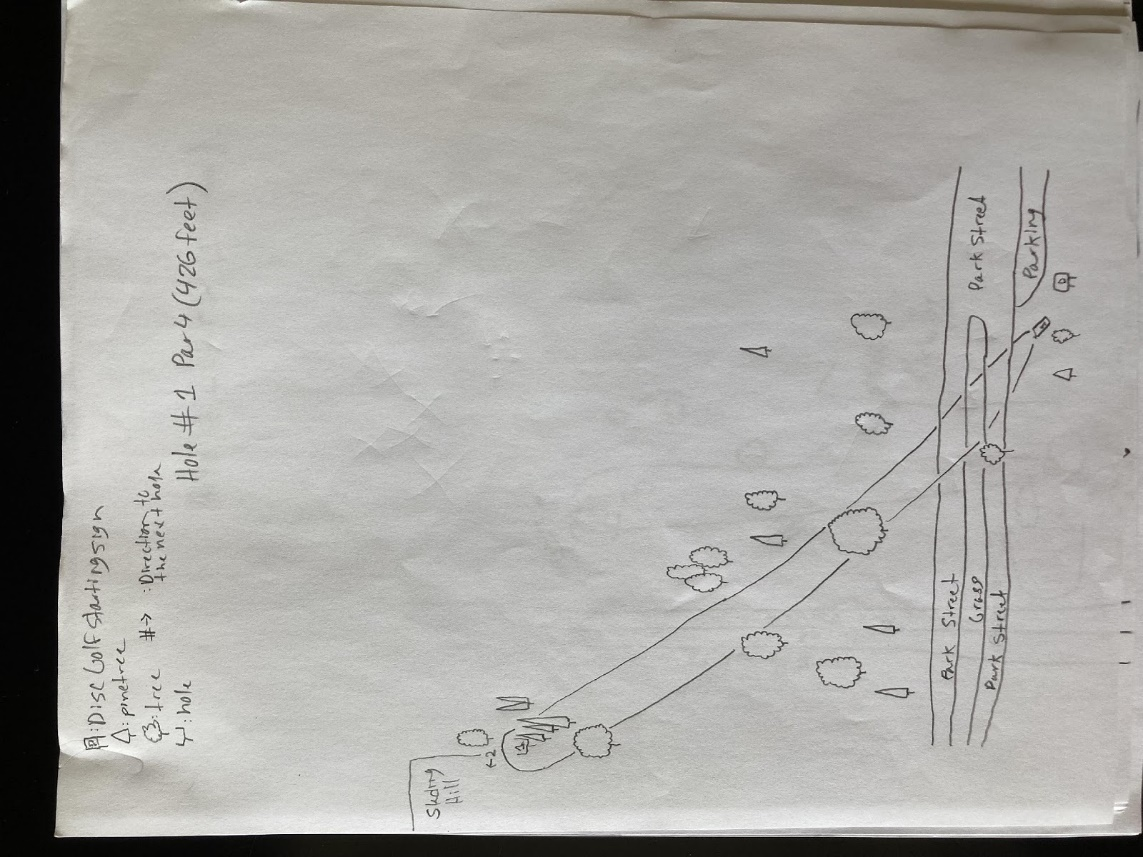 :Disc Golf starting sign
:pinetree
:tree #-> :Direction to
the next hole
:hole
Hole #1 Par 4 (426 feet)
Sliding
Hill
←2
Park Street
Grass
Park Street
Park Street
Parking